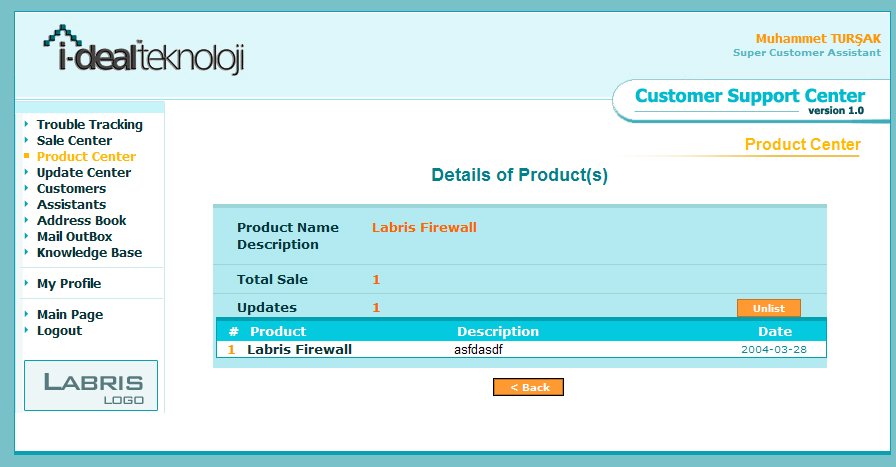 i-dealteknoloji
Muhammet TURŞAK
Super Customer Assistant
Customer Support Center
version 1.0
Trouble Tracking
Sale Center
Product Center
Update Center
Customers
Assistants
Address Book
Mail OutBox
Knowledge Base
My Profile
Main Page
Logout
LABRIS
LOGO
Product Center
Details of Product(s)
Product Name Labris Firewall
Description
Total Sale 1
Updates 1 Unlist
# Product Description Date
1 Labris Firewall asfdasdf 2004-03-28
< Back